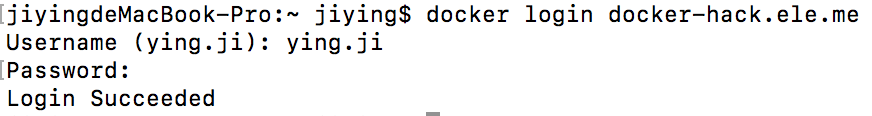 [jiyingdeMacBook-Pro:~ jiying$ docker login docker-hack.ele.me
Username (ying.ji): ying.ji
[Password:
Login Succeeded